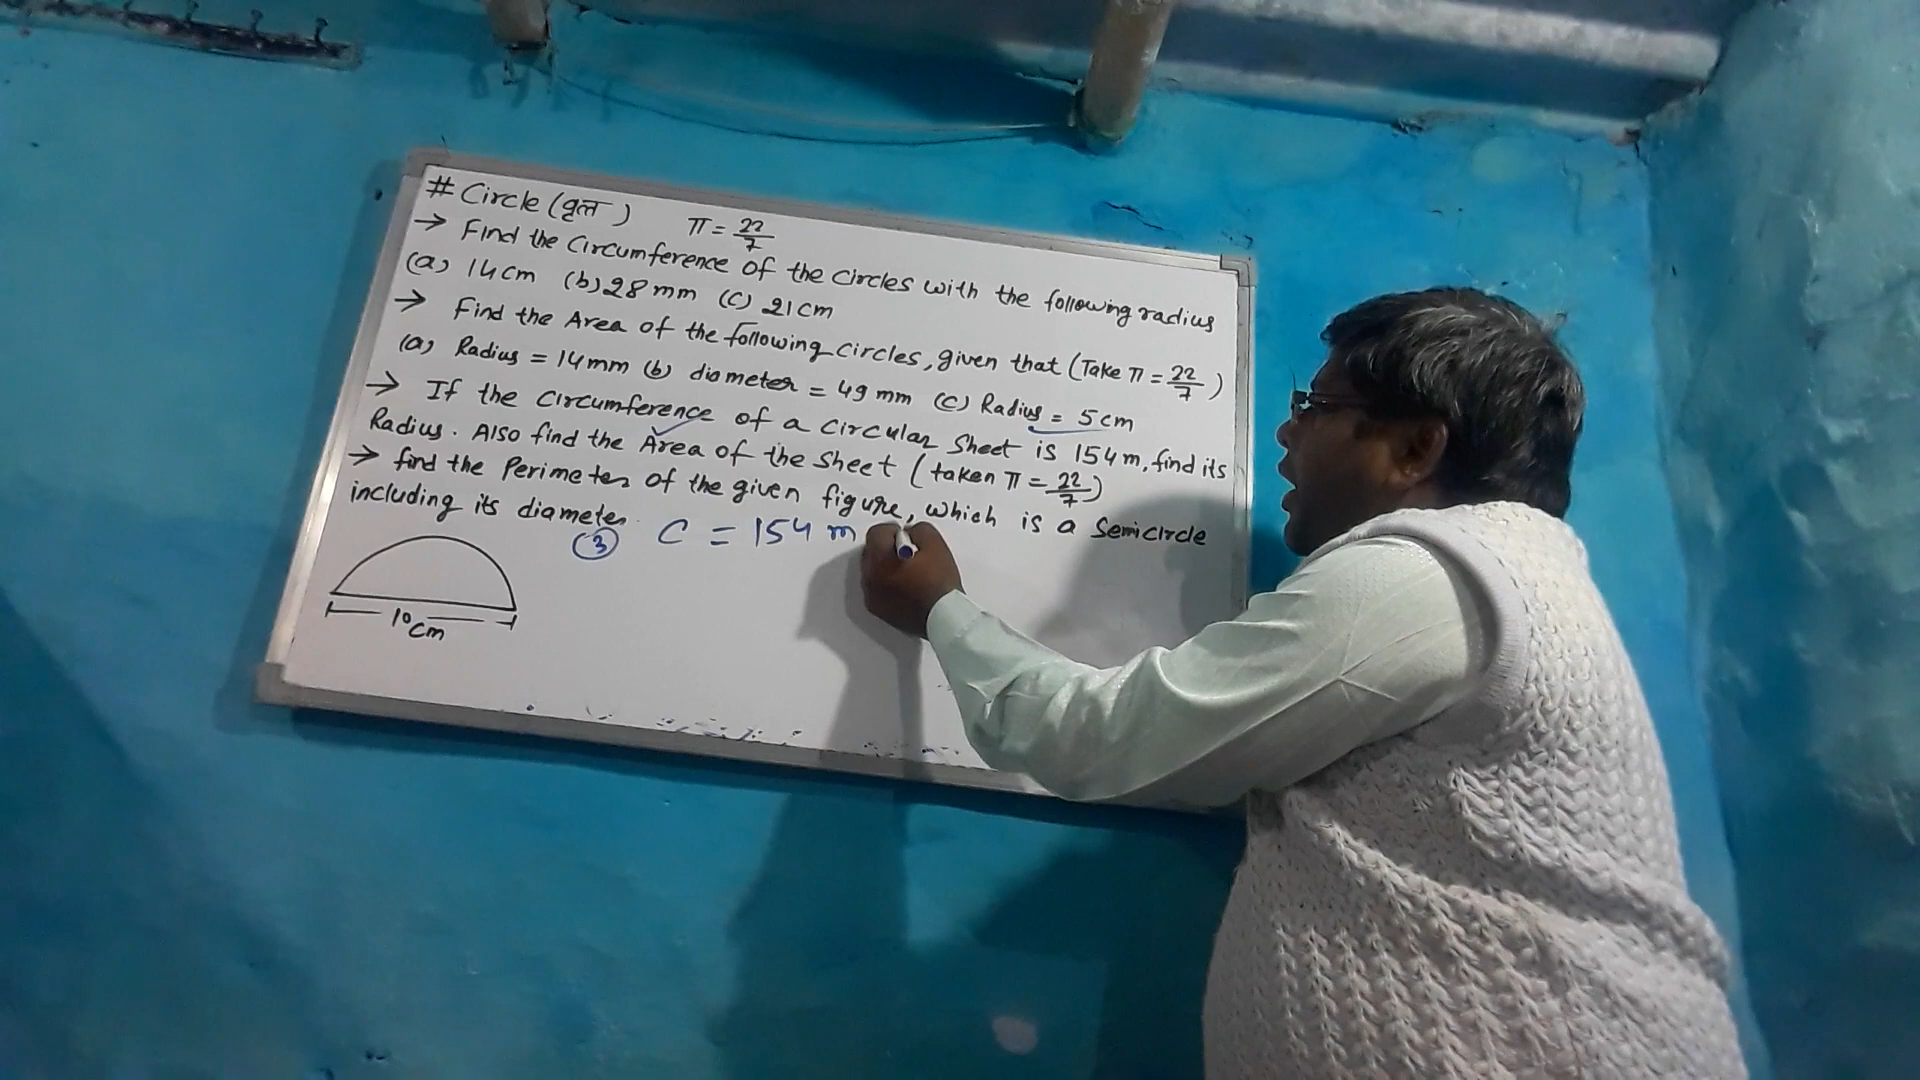 # Circle (वृत्त) π = 22/7
→ Find the Circumference of the Circles with the following radius
(a) 14cm (b) 28mm (c) 21cm
→ Find the Area of the following circles, given that (Take π = 22/7)
(a) Radius = 14mm (b) diameter = 49 mm (c) Radius = 5cm
→ If the circumference of a circular Sheet is 154m, find its
Radius. Also find the Area of the Sheet (taken π = 22/7)
→ find the Perimeter of the given figure, which is a Semicircle
including its diameter.
③ C = 154 m
10cm